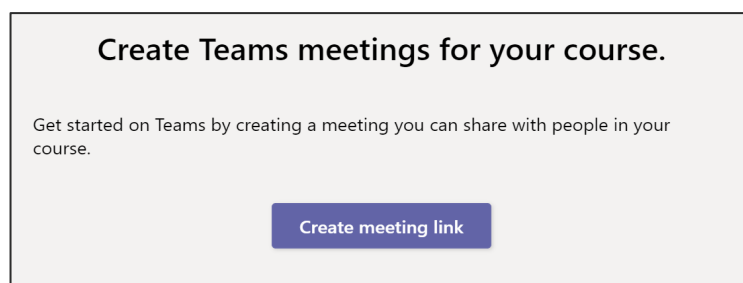 Create Teams meetings for your course.
Get started on Teams by creating a meeting you can share with people in your
course.
Create meeting link